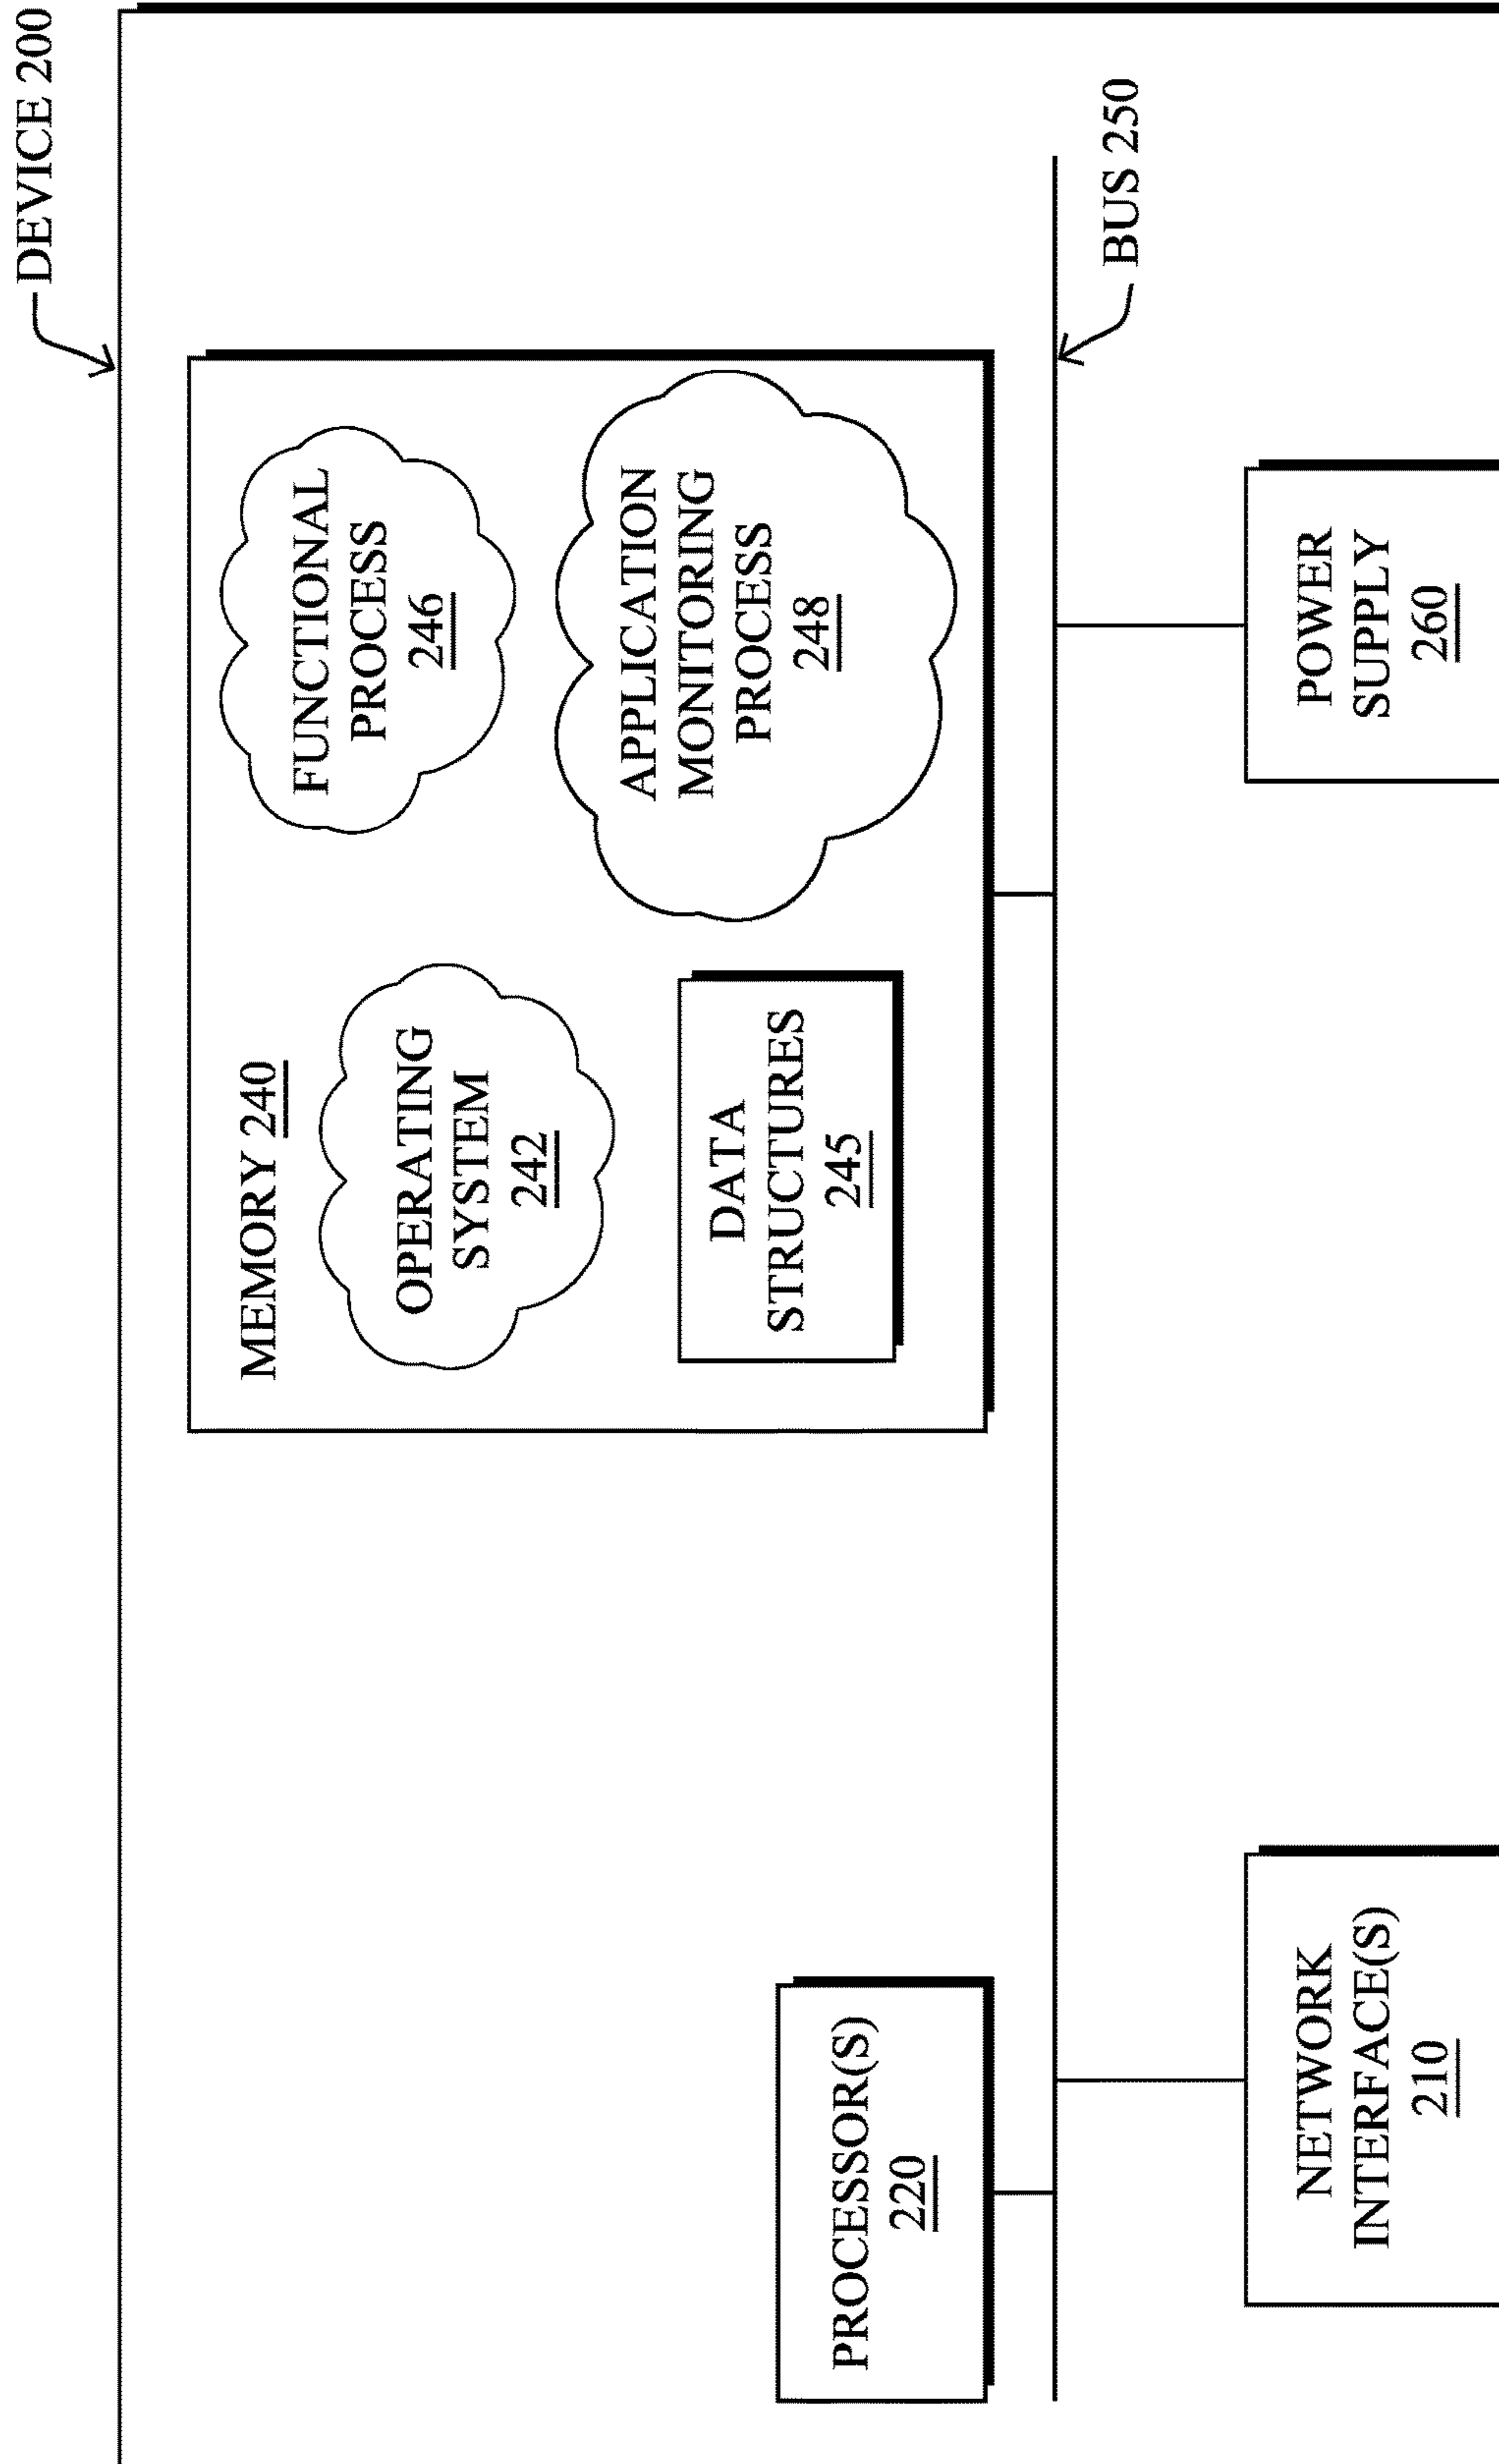 DEVICE 200
MEMORY 240
OPERATING
SYSTEM
242
FUNCTIONAL
PROCESS
246
DATA
STRUCTURES
245
APPLICATION
MONITORING
PROCESS
248
PROCESSOR(S)
220
BUS 250
NETWORK
INTERFACE(S)
210
POWER
SUPPLY
260